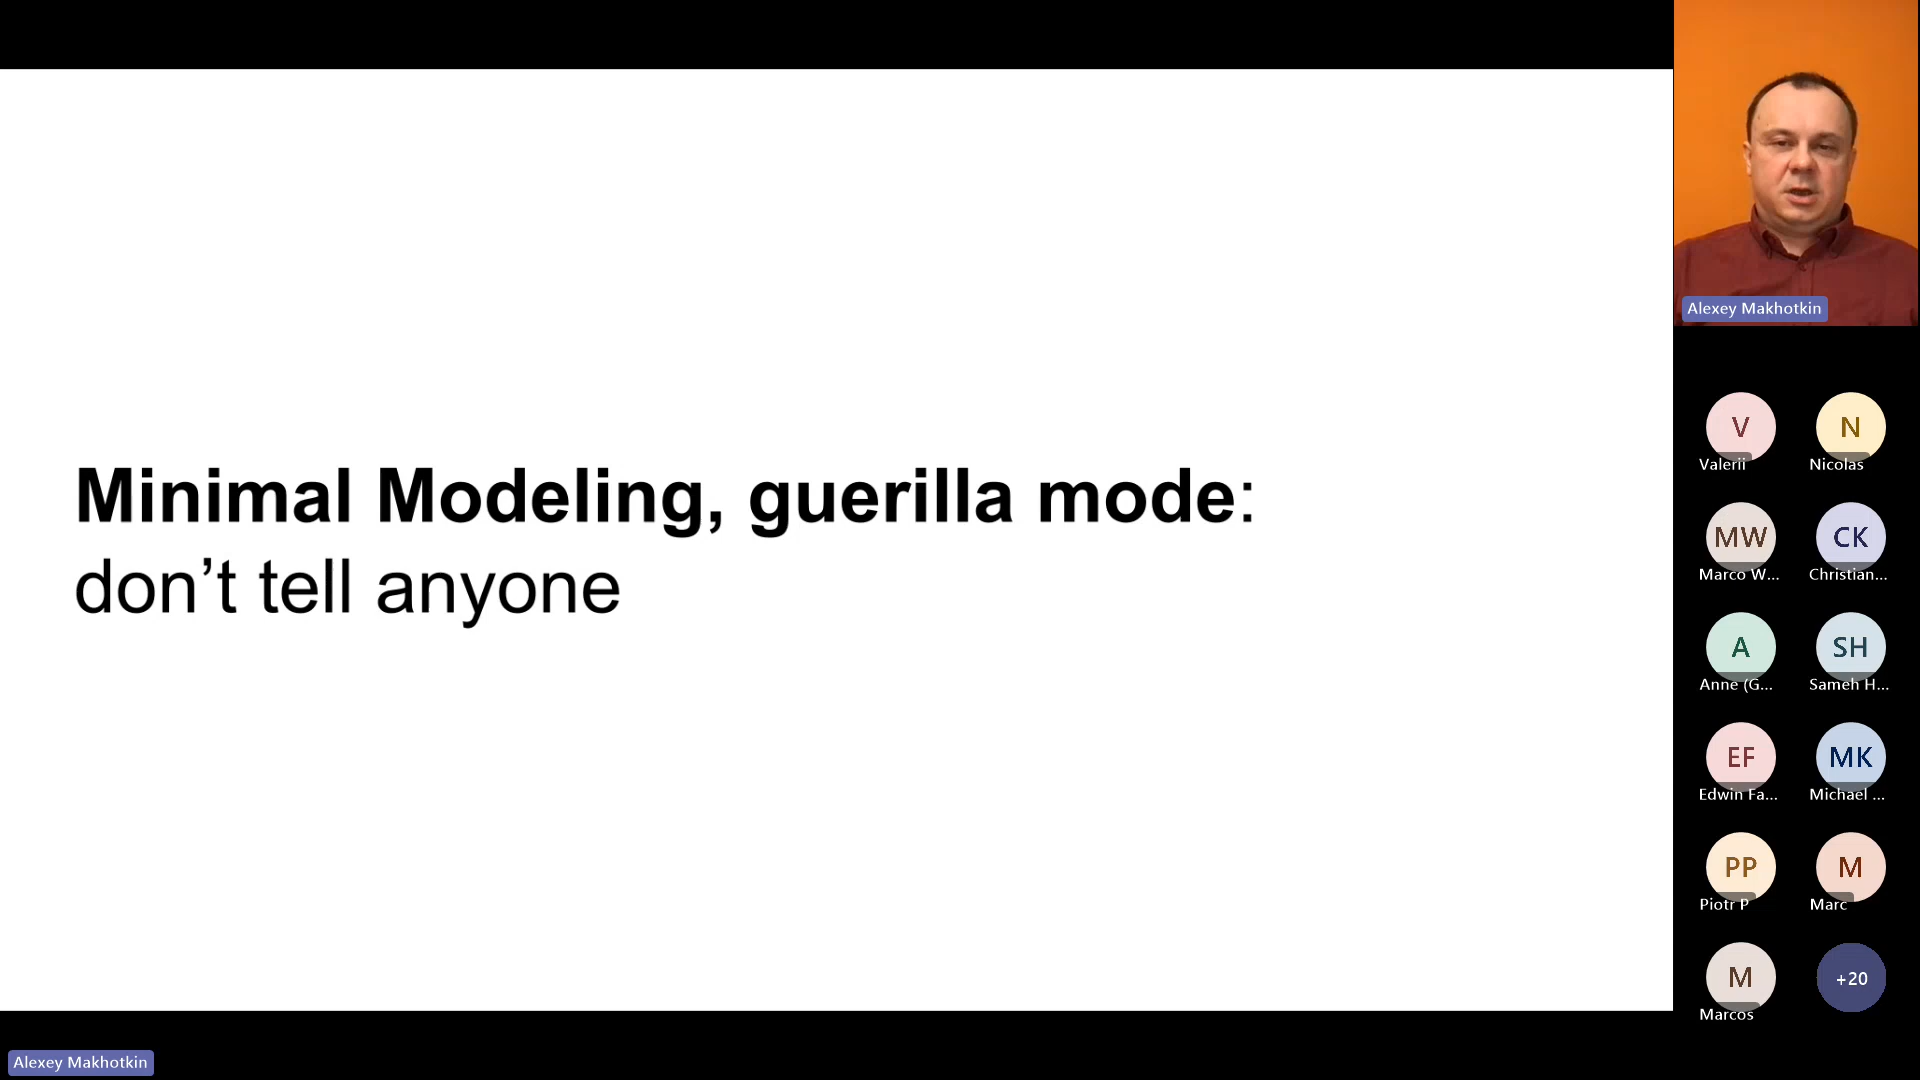 Minimal Modeling, guerilla mode:
don’t tell anyone
Alexey Makhotkin
V
Valerii
N
Nicolas
MW
Marco W...
CK
Christian...
A
Anne (G...
SH
Sameh H...
EF
Edwin Fa...
MK
Michael ...
PP
Piotr P
M
Marc
M
Marcos
+20
Alexey Makhotkin